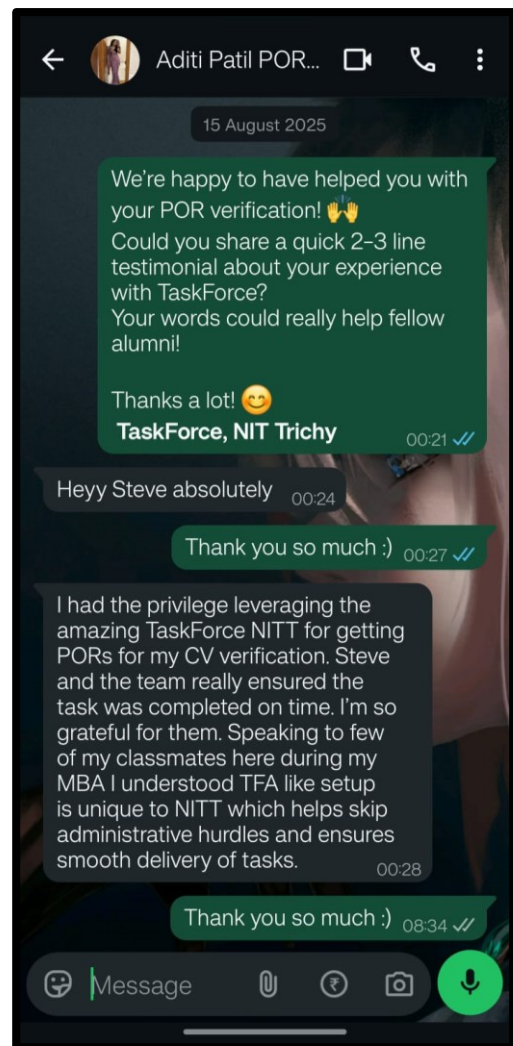 Aditi Patil POR...
15 August 2025
We're happy to have helped you with
your POR verification! 🙌
Could you share a quick 2–3 line
testimonial about your experience
with TaskForce?
Your words could really help fellow
alumni!
Thanks a lot! 😊
TaskForce, NIT Trichy
00:21
Heyy Steve absolutely 00:24
Thank you so much :) 00:27
I had the privilege leveraging the
amazing TaskForce NITT for getting
PORs for my CV verification. Steve
and the team really ensured the
task was completed on time. I'm so
grateful for them. Speaking to few
of my classmates here during my
MBA I understood TFA like setup
is unique to NITT which helps skip
administrative hurdles and ensures
smooth delivery of tasks.
00:28
Thank you so much :) 08:34
Message